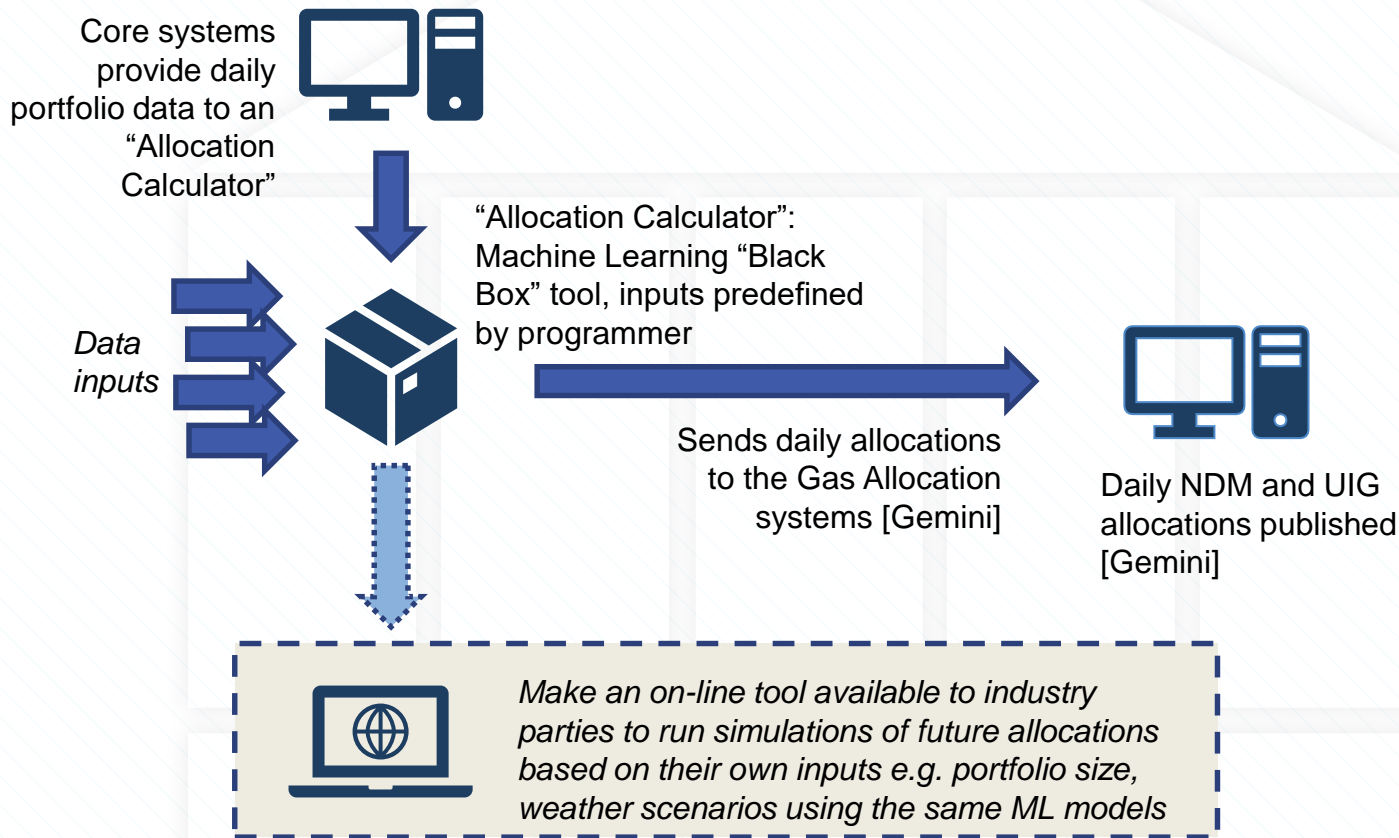 Core systems
provide daily
portfolio data to an
“Allocation
Calculator”
“Allocation Calculator”:
Machine Learning “Black
Box” tool, inputs predefined
by programmer
Data
inputs
Sends daily allocations
to the Gas Allocation
systems [Gemini]
Daily NDM and UIG
allocations published
[Gemini]
Make an on-line tool available to industry
parties to run simulations of future allocations
based on their own inputs e.g. portfolio size,
weather scenarios using the same ML models